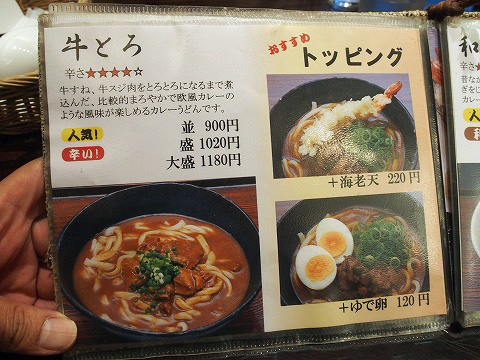 牛とろ
辛さ★★★★☆
牛すね、牛スジ肉をとろとろになるまで煮
込んだ、比較的まろやかで欧風カレーの
ような風味が楽しめるカレーうどんです。
人気!
辛い!
並 900円
盛 1020円
大盛 1180円
おすすめ
トッピング
+海老天 220円
+ゆで卵 120円
和
辛さ